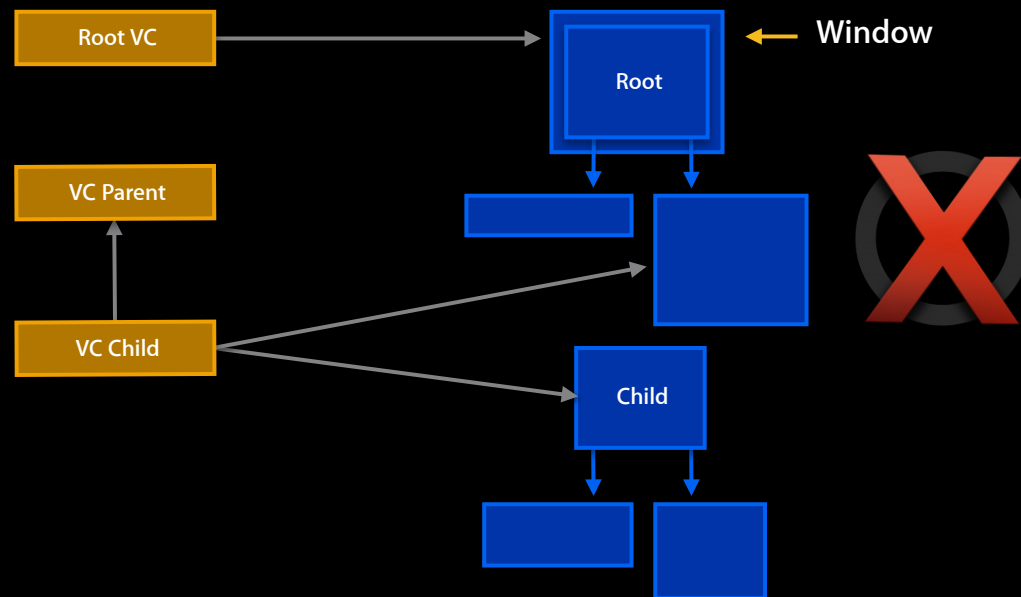 Root VC
Window
Root
VC Parent
VC Child
Child